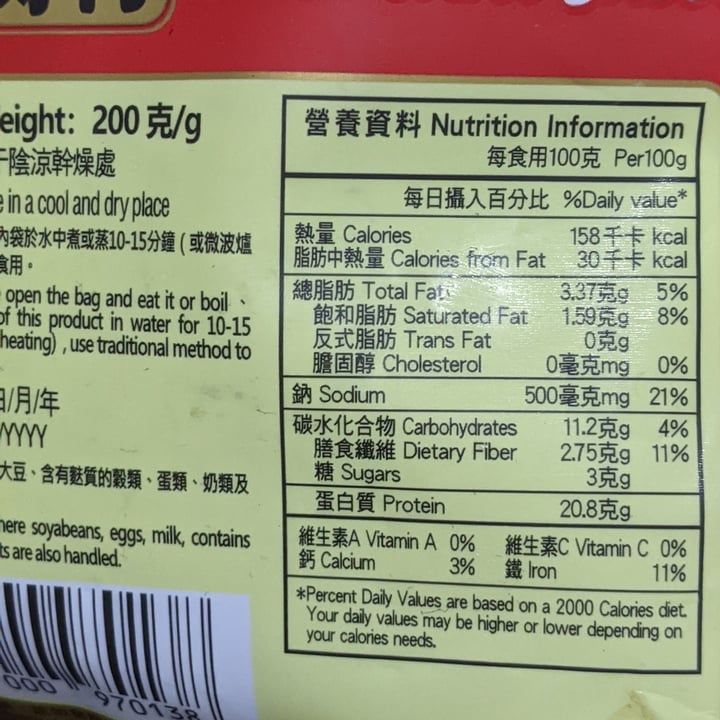 eight: 200 克/g
陰涼幹燥處
e in a cool and dry place
內袋於水中煮或蒸10-15分鐘 ( 或微波爐
食用。
open the bag and eat it or boil 、
of this product in water for 10-15
heating) , use traditional method to
日/月/年
YYYY
大豆、含有麩質的穀類、蛋類、奶類及
here soyabeans, eggs, milk, contains
ts are also handled.
000 970138
營養資料 Nutrition Information
每食用100克 Per100g
每日攝入百分比 %Daily value*
熱量 Calories 158千卡 kcal
脂肪中熱量 Calories from Fat 30千卡 kcal
總脂肪 Total Fat 3.37克g 5%
飽和脂肪 Saturated Fat 1.59克g 8%
反式脂肪 Trans Fat 0克g
膽固醇 Cholesterol 0毫克mg 0%
鈉 Sodium 500毫克mg 21%
碳水化合物 Carbohydrates 11.2克g 4%
膳食纖維 Dietary Fiber 2.75克g 11%
糖 Sugars 3克g
蛋白質 Protein 20.8克g
維生素A Vitamin A 0% 維生素C Vitamin C 0%
鈣 Calcium 3% 鐵 Iron 11%
*Percent Daily Values are based on a 2000 Calories diet.
Your daily values may be higher or lower depending on
your calories needs.